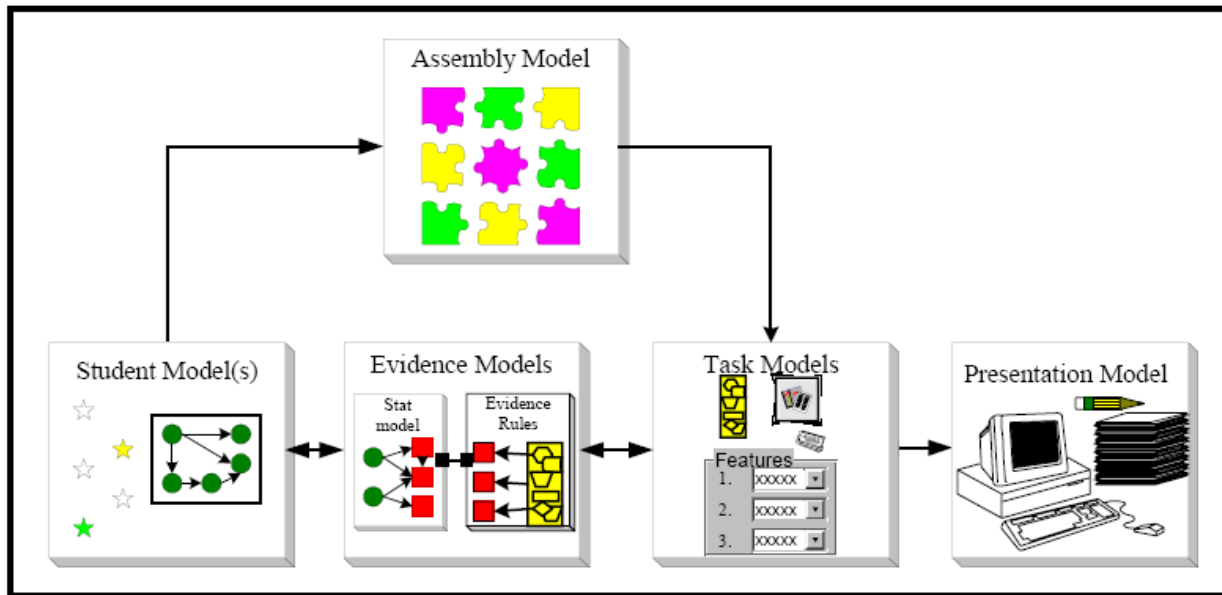 Assembly Model
Student Model(s)
Evidence Models
Stat
model
Evidence
Rules
Task Models
Features
1. xxxxx
2. xxxxx
3. xxxxx
Presentation Model